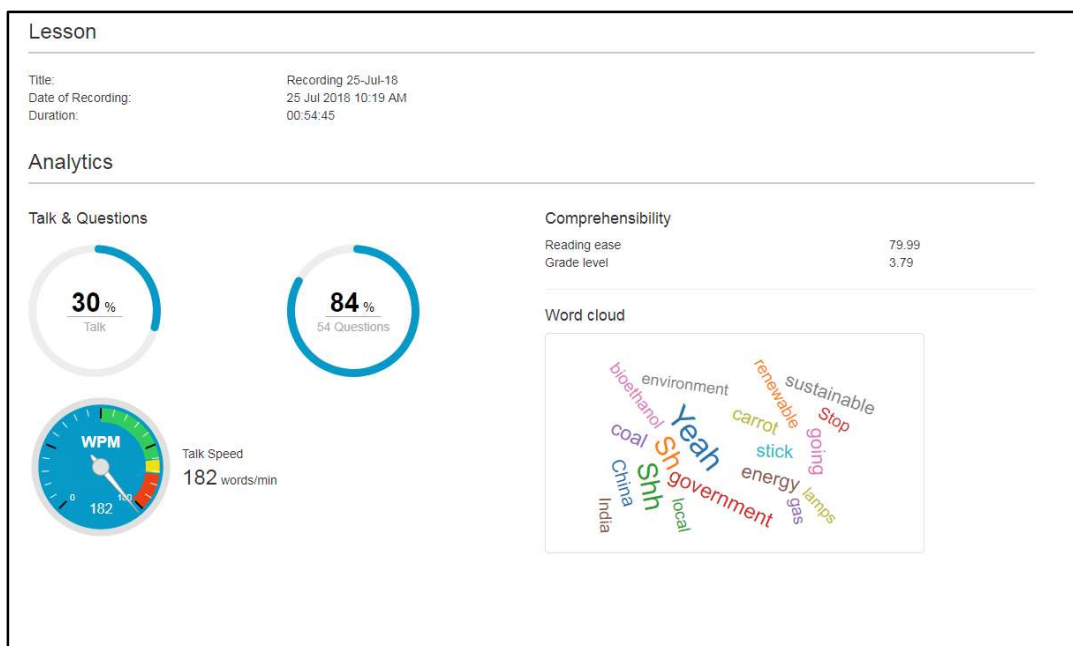 Lesson
Title: Recording 25-Jul-18
Date of Recording: 25 Jul 2018 10:19 AM
Duration: 00:54:45
Analytics
Talk & Questions
30 %
Talk
84 %
54 Questions
WPM
0 180
182
Talk Speed
182 words/min
Comprehensibility
Reading ease 79.99
Grade level 3.79
Word cloud
bioethanol
environment
renewable
sustainable
Stop
carrot
Yeah
coal
Sh
stick
going
China
Shh
government
energy
lamps
gas
local
India